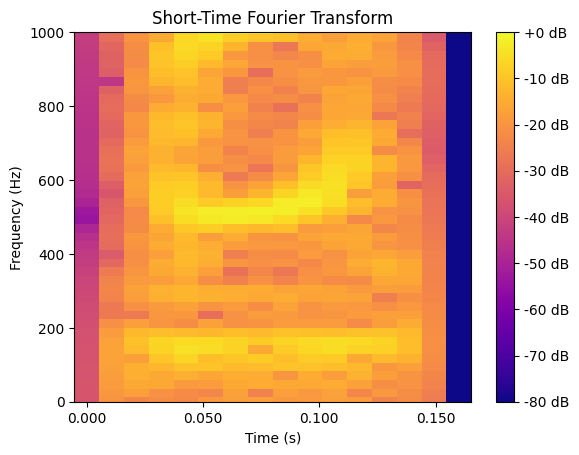 Short-Time Fourier Transform
Frequency (Hz)
1000
800
600
400
200
0
0.000
0.050
0.100
0.150
Time (s)
+0 dB
-10 dB
-20 dB
-30 dB
-40 dB
-50 dB
-60 dB
-70 dB
-80 dB